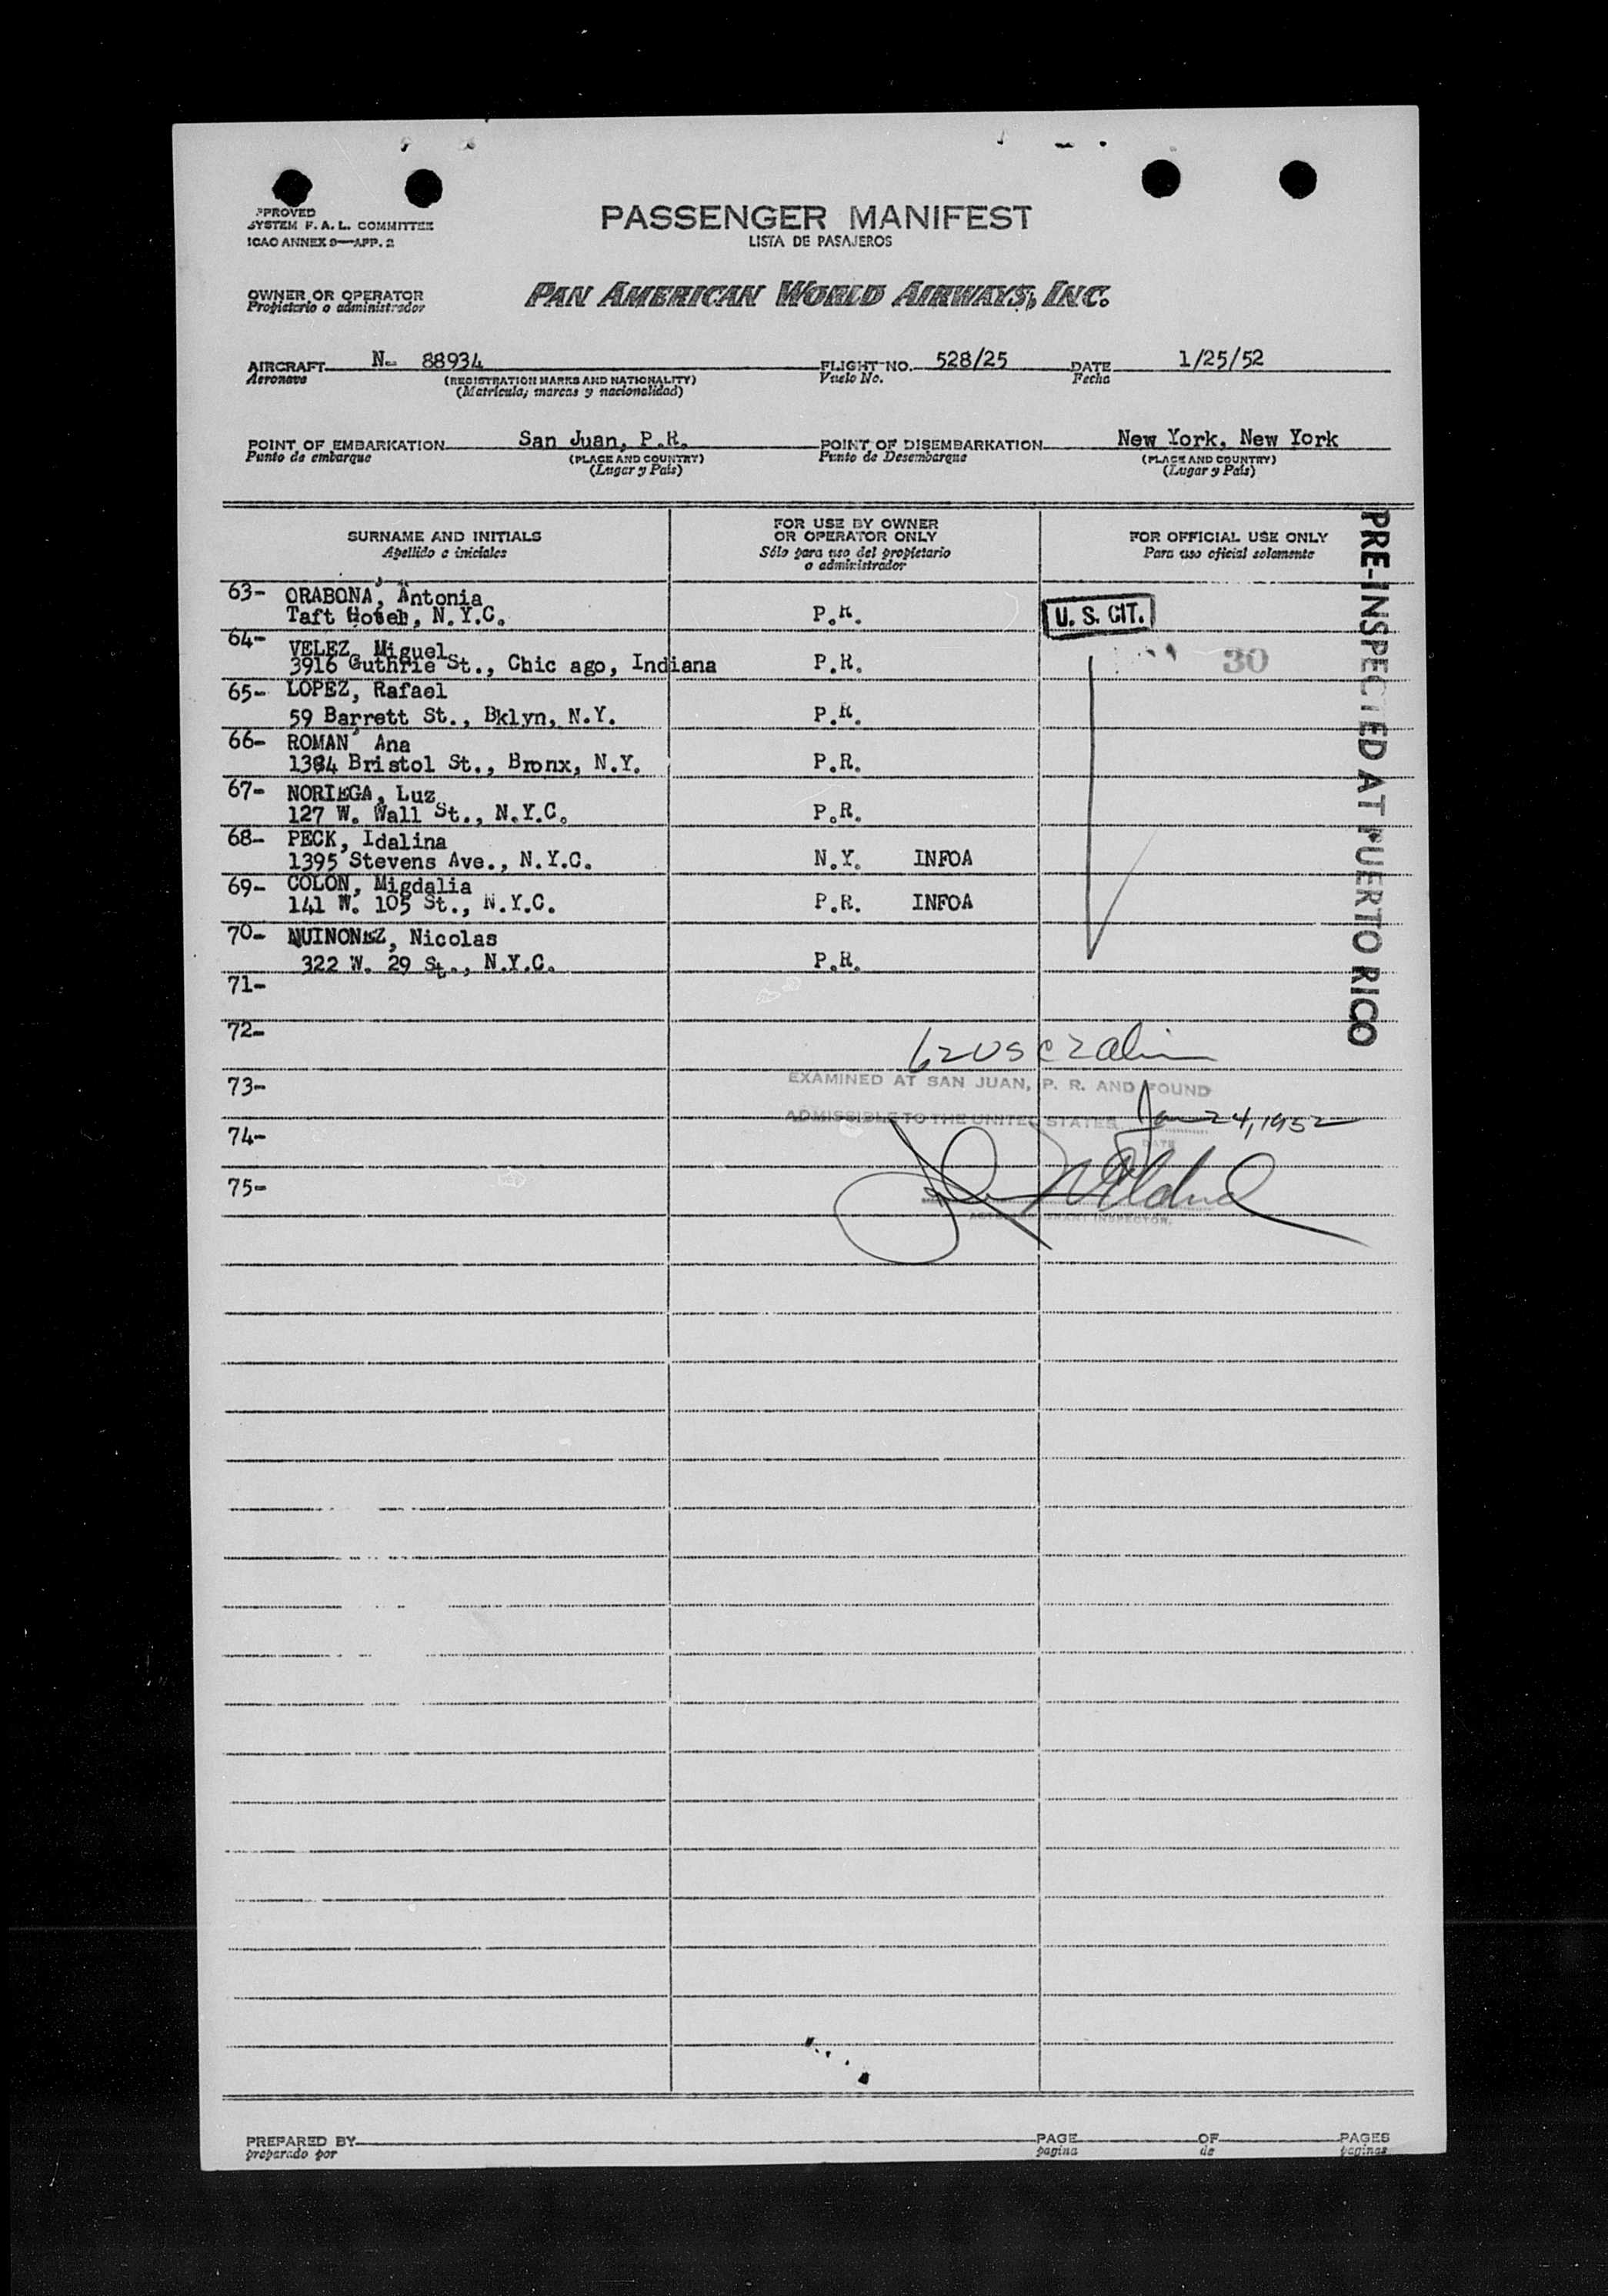 PASSENGER MANIFEST
LISTA DE PASAJEROS
PROVED
SYSTEM F. A. L. COMMITTEE
ICAO ANNEX 9—APP. 2
OWNER OR OPERATOR
Propietario o administrador
PAN AMERICAN WORLD AIRWAYS, INC.
AIRCRAFT N- 88934 FLIGHT NO. 528/25 DATE 1/25/52
Aeronave (REGISTRATION MARKS AND NATIONALITY) Vuelo No. Fecha
(Matrícula, marcas y nacionalidad)
POINT OF EMBARKATION San Juan, P.R. POINT OF DISEMBARKATION New York, New York
Punto de embarque (PLACE AND COUNTRY) Punto de Desembarque (PLACE AND COUNTRY)
(Lugar y País) (Lugar y País)
SURNAME AND INITIALS
Apellido e iniciales
FOR USE BY OWNER
OR OPERATOR ONLY
Sólo para uso del propietario
o administrador
FOR OFFICIAL USE ONLY
Para uso oficial solamente
PRE-INSPECTED AT PUERTO RICO
63- ORABONA, Antonia
Taft Hotel, N.Y.C. P.R. U. S. CIT.
64- VELEZ, Miguel
3916 Guthrie St., Chic ago, Indiana P.R. 30
65- LOPEZ, Rafael
59 Barrett St., Bklyn, N.Y. P.R.
66- ROMAN, Ana
1384 Bristol St., Bronx, N.Y. P.R.
67- NORIEGA, Luz
127 W. Wall St., N.Y.C. P.R.
68- PECK, Idalina
1395 Stevens Ave., N.Y.C. N.Y. INFOA
69- COLON, Migdalia
141 W. 105 St., N.Y.C. P.R. INFOA
70- QUINONEZ, Nicolas
322 W. 29 St., N.Y.C. P.R.
71-
72-
73-
EXAMINED AT SAN JUAN, P. R. AND FOUND
ADMISSIBLE TO THE UNITED STATES Jan 24, 1952
DATE
74-
75-
INSPECTOR.
PREPARED BY PAGE OF PAGES
preparado por pagina de paginas